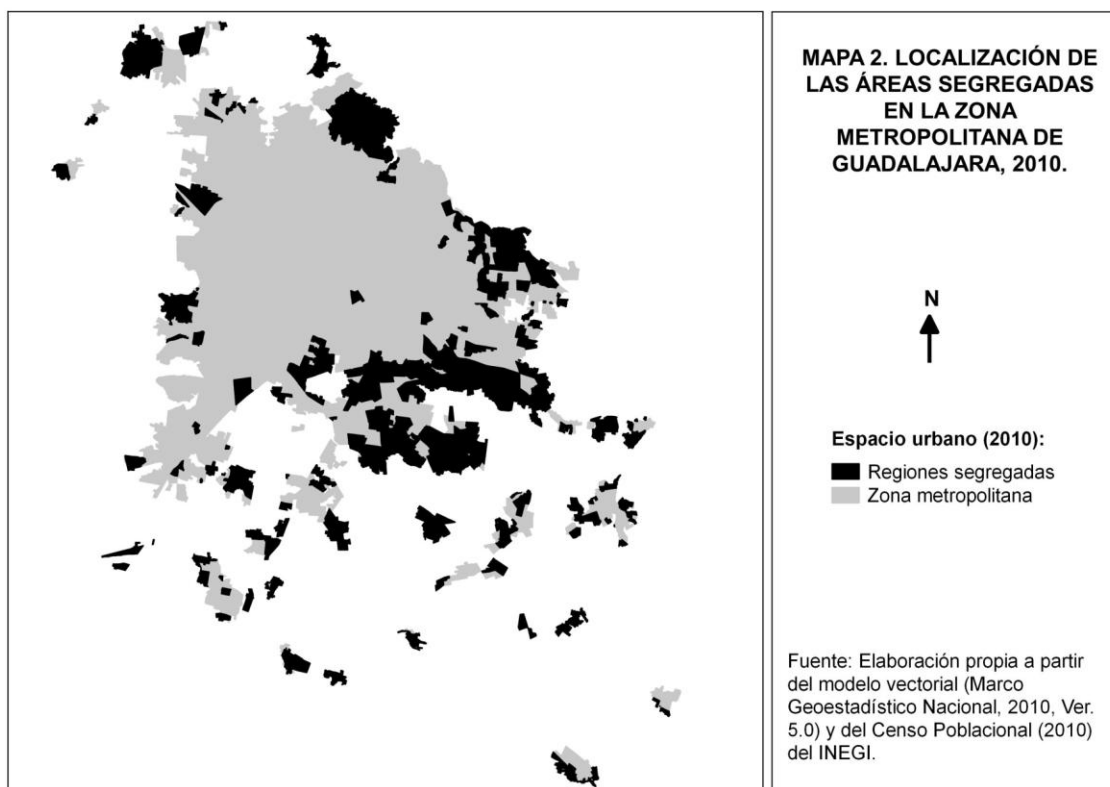 MAPA 2. LOCALIZACIÓN DE
LAS ÁREAS SEGREGADAS
EN LA ZONA
METROPOLITANA DE
GUADALAJARA, 2010.
N
Espacio urbano (2010):
Regiones segregadas
Zona metropolitana
Fuente: Elaboración propia a partir
del modelo vectorial (Marco
Geoestadístico Nacional, 2010, Ver.
5.0) y del Censo Poblacional (2010)
del INEGI.